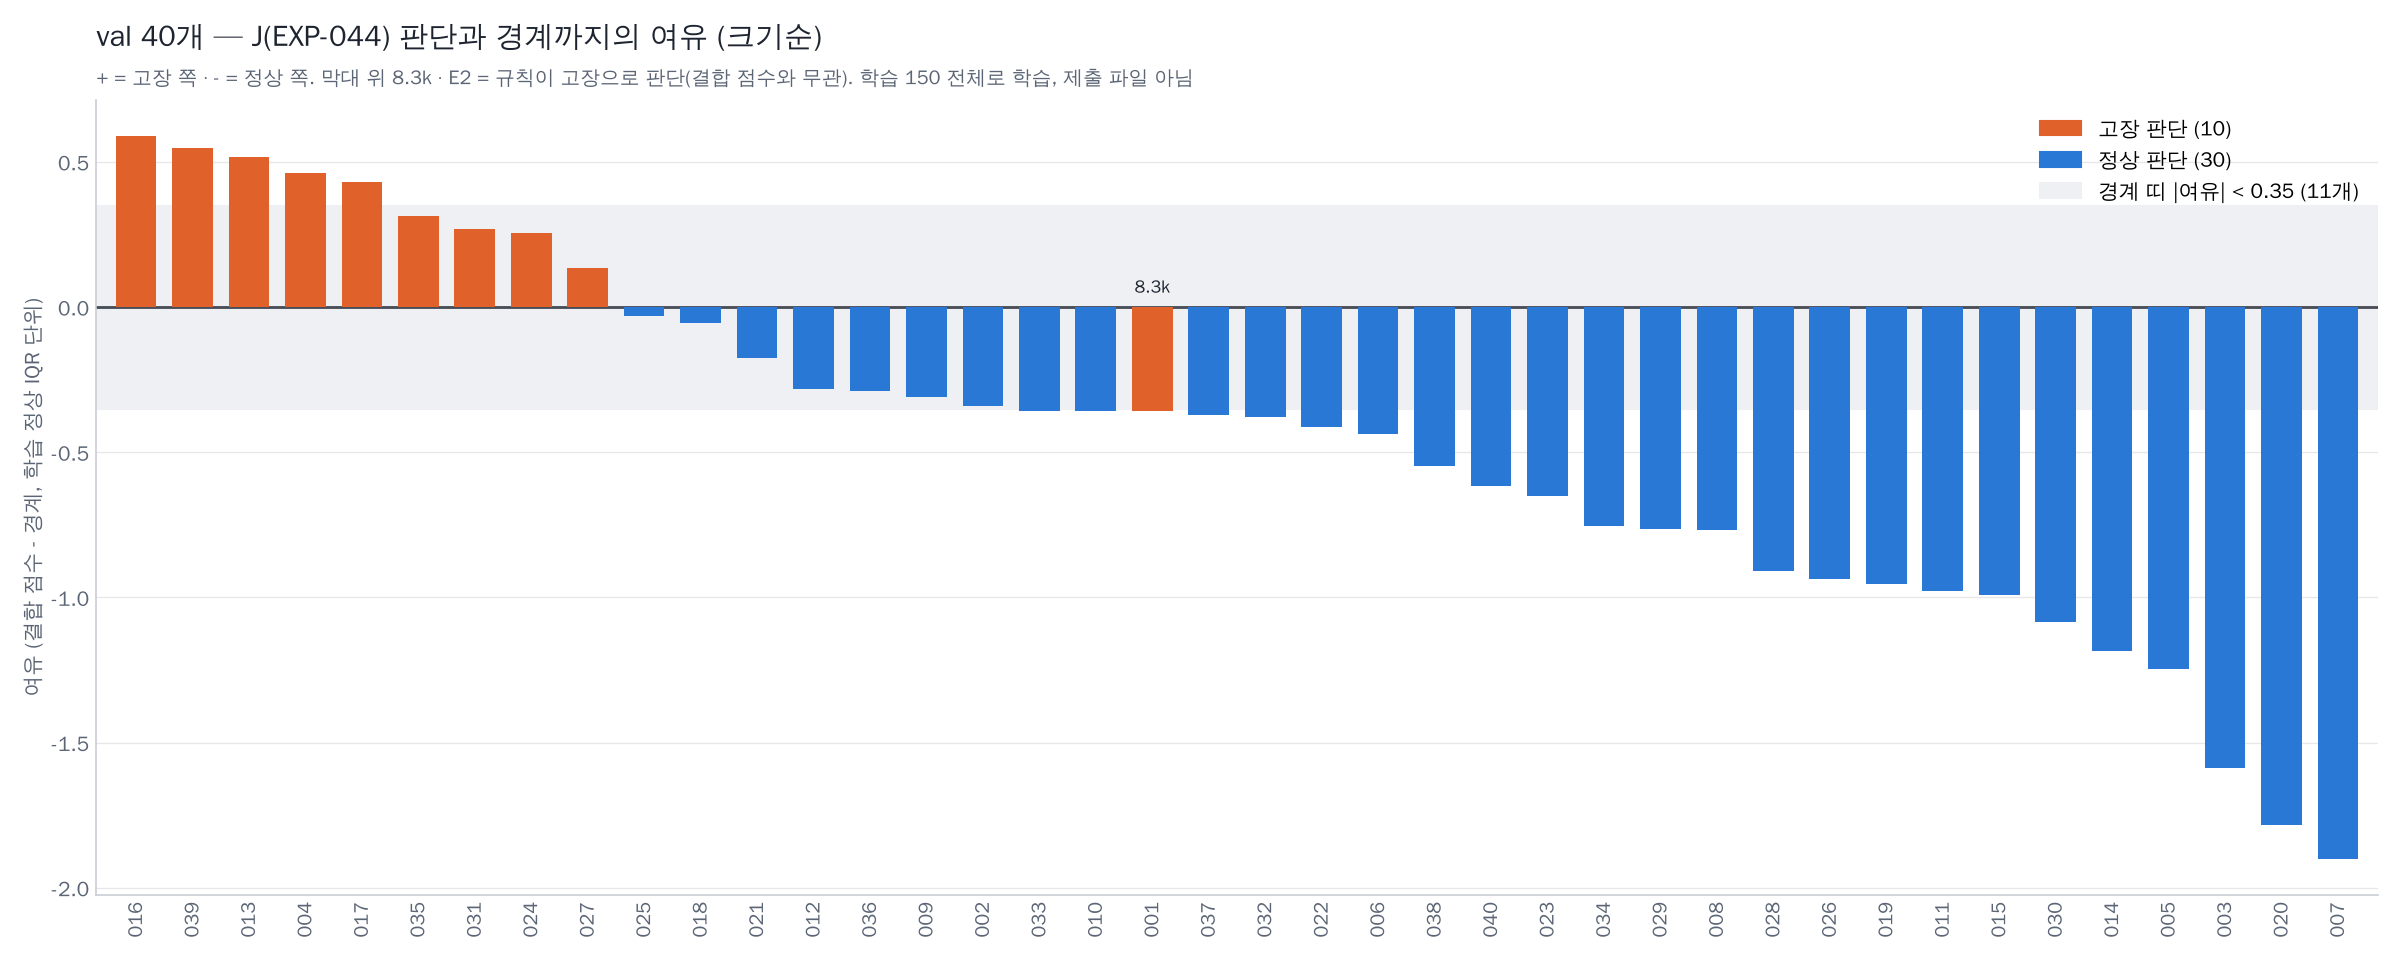 val 40개 — J(EXP-044) 판단과 경계까지의 여유 (크기순)
+ = 고장 쪽 · - = 정상 쪽. 막대 위 8.3k · E2 = 규칙이 고장으로 판단(결합 점수와 무관). 학습 150 전체로 학습, 제출 파일 아님
고장 판단 (10)
정상 판단 (30)
경계 띠 |여유| < 0.35 (11개)
여유 (결합 점수 - 경계, 학습 정상 IQR 단위)
0.5
0.0
-0.5
-1.0
-1.5
-2.0
8.3k
016 039 013 004 017 035 031 024 027 025 018 021 012 036 009 002 033 010 001 037 032 022 006 038 040 023 034 029 008 028 026 019 011 015 030 014 005 003 020 007